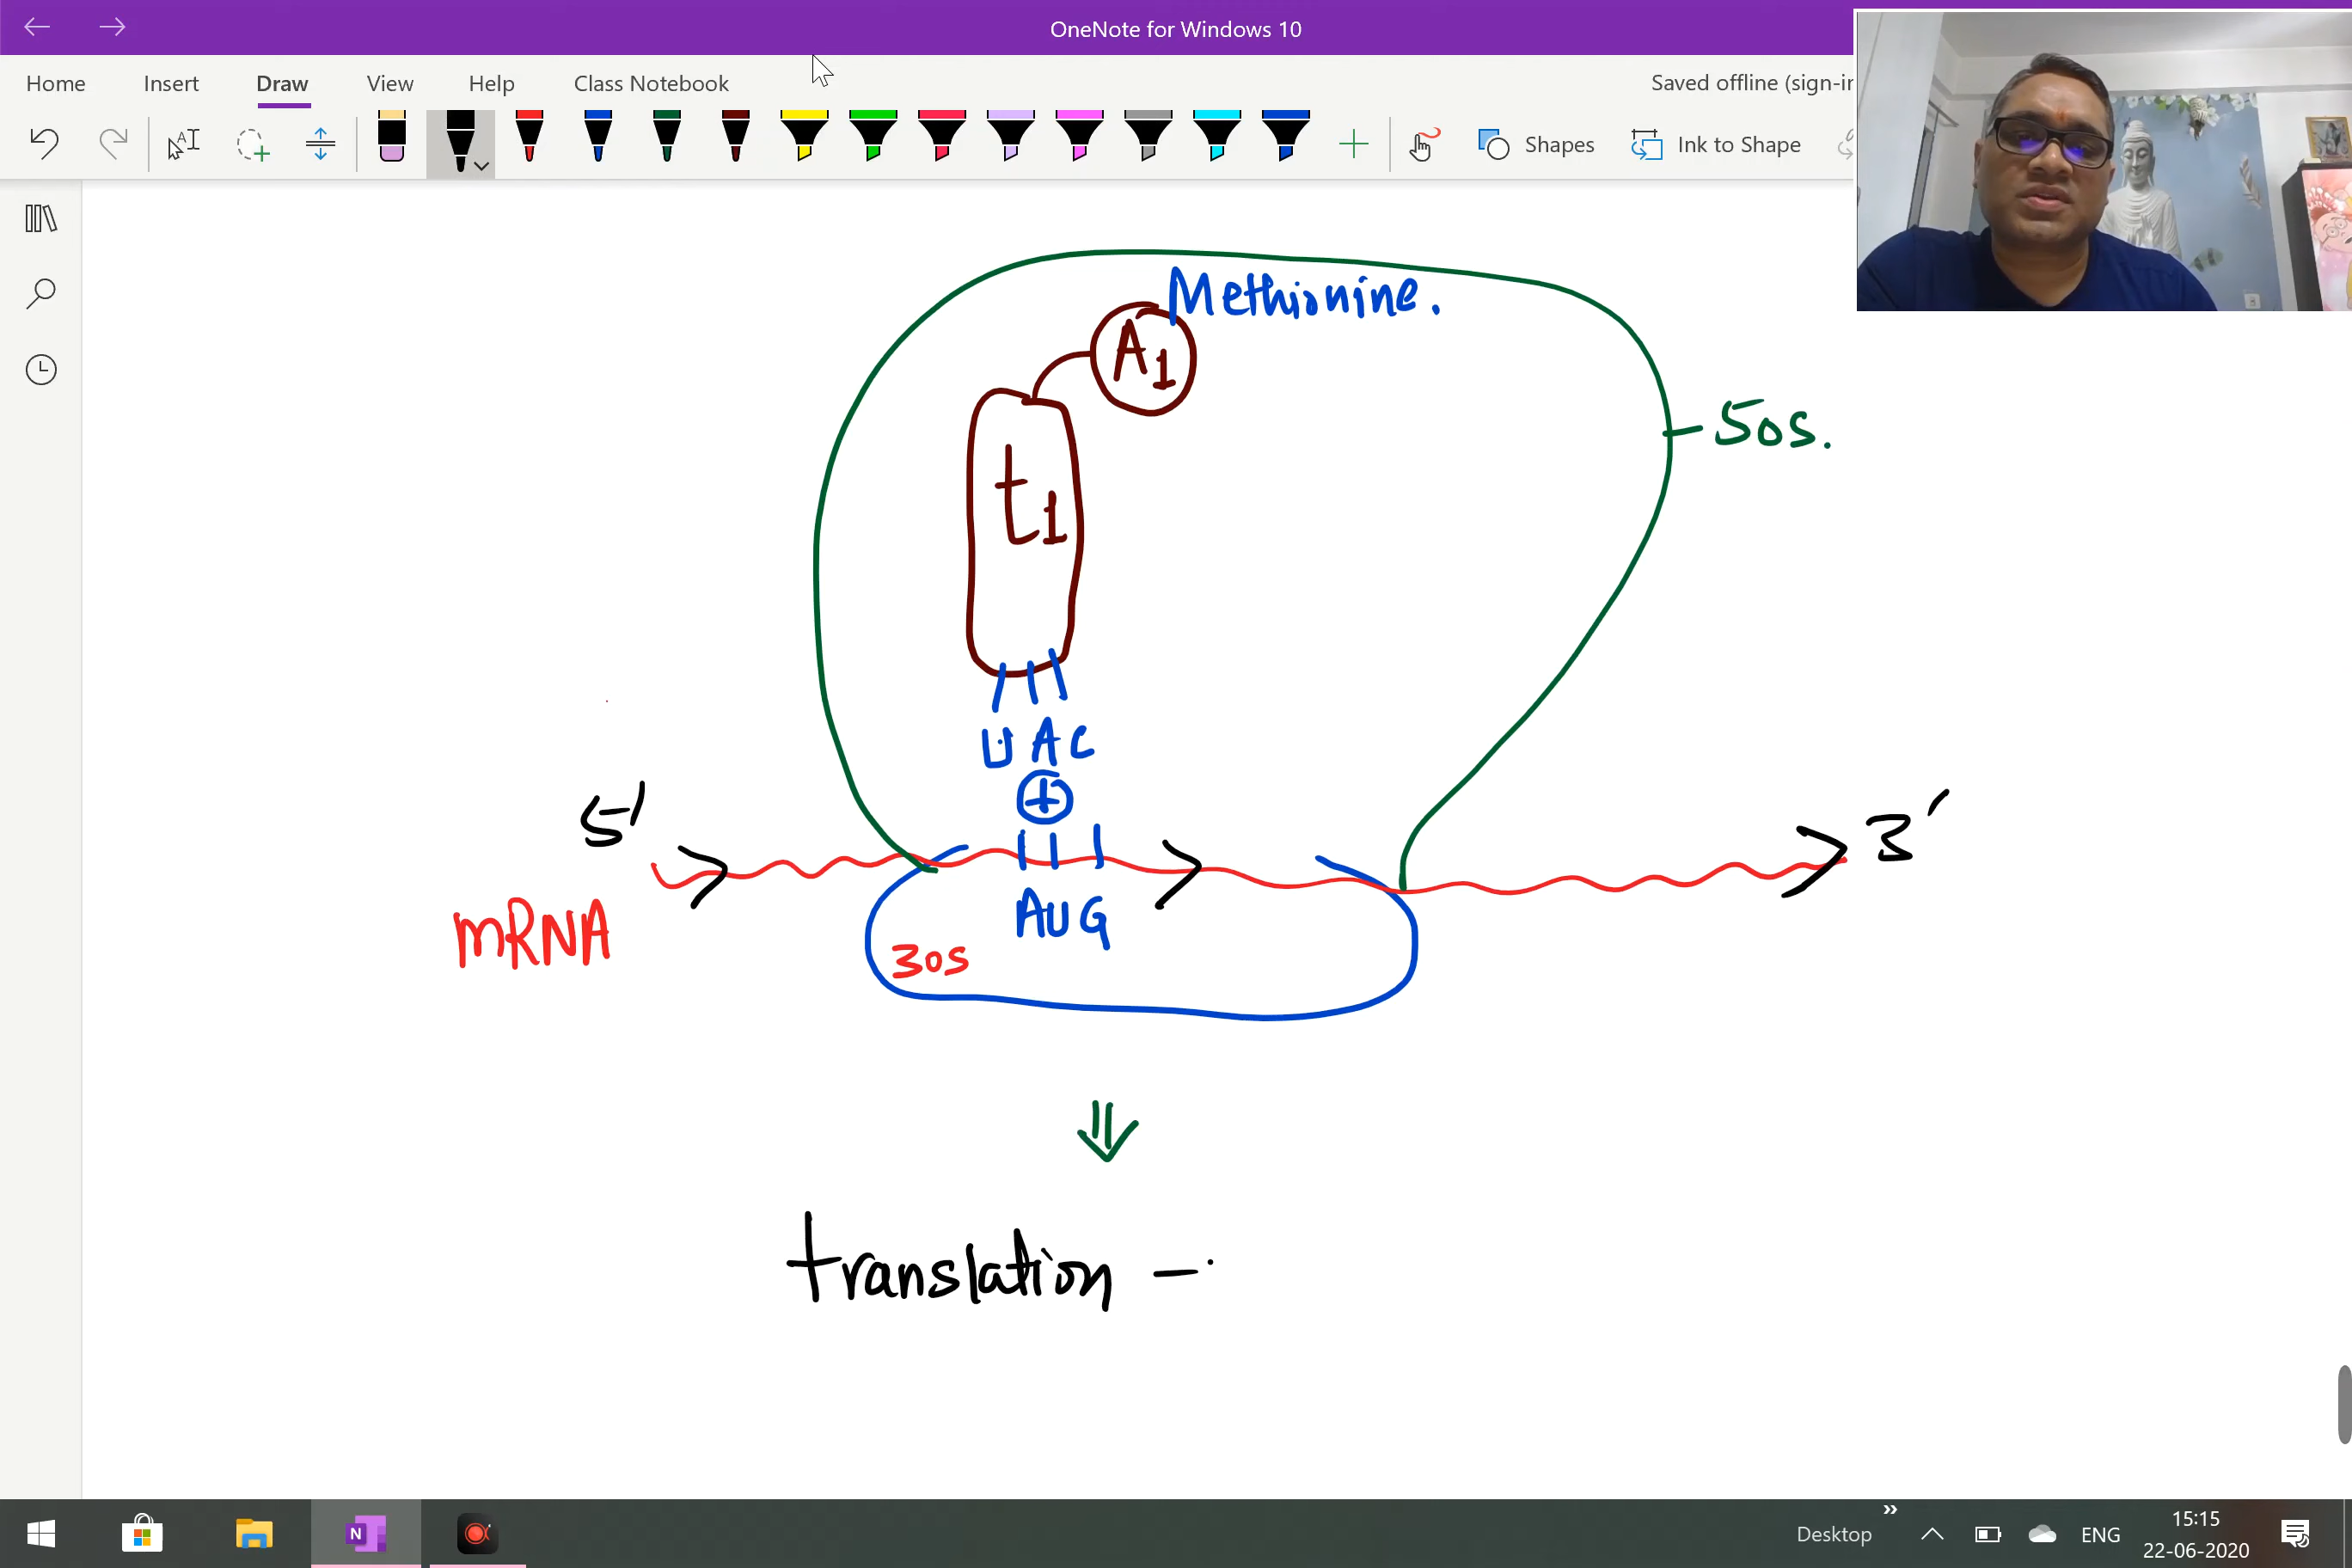 OneNote for Windows 10
Home Insert Draw View Help Class Notebook Saved offline (sign-in
Shapes Ink to Shape
Methionine.
A1
t1
50s.
UAC
5' 3'
mRNA
AUG
30s
translation –
Desktop ENG 15:15
22-06-2020